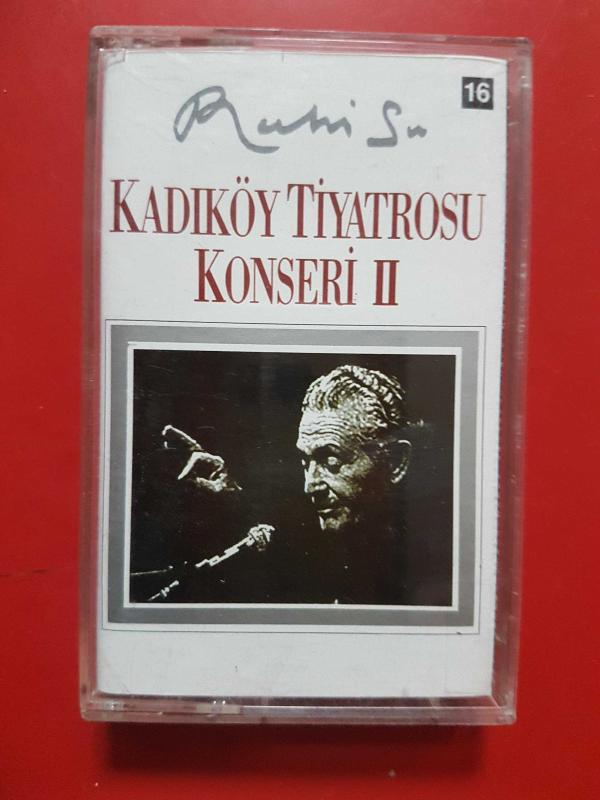 Ruhi Su
16
KADIKÖY TİYATROSU
KONSERİ II